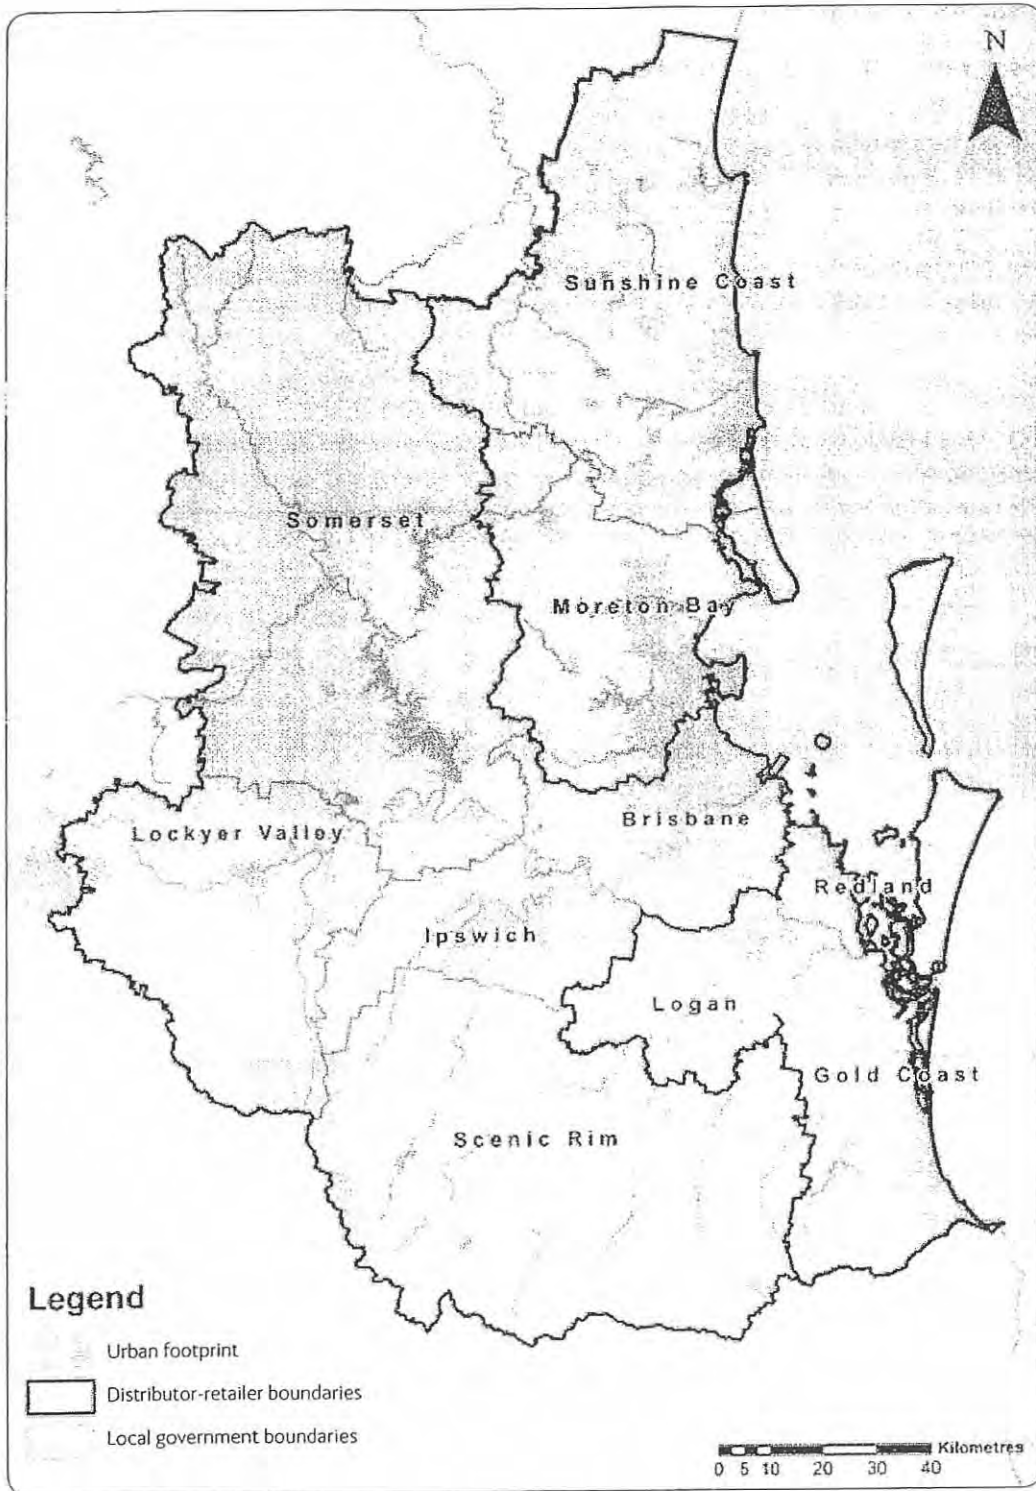 N
Sunshine Coast
Somerset
Moreton Bay
Lockyer Valley
Brisbane
Redland
Ipswich
Logan
Gold Coast
Scenic Rim
Legend
Urban footprint
Distributor-retailer boundaries
Local government boundaries
Kilometres
0 5 10 20 30 40